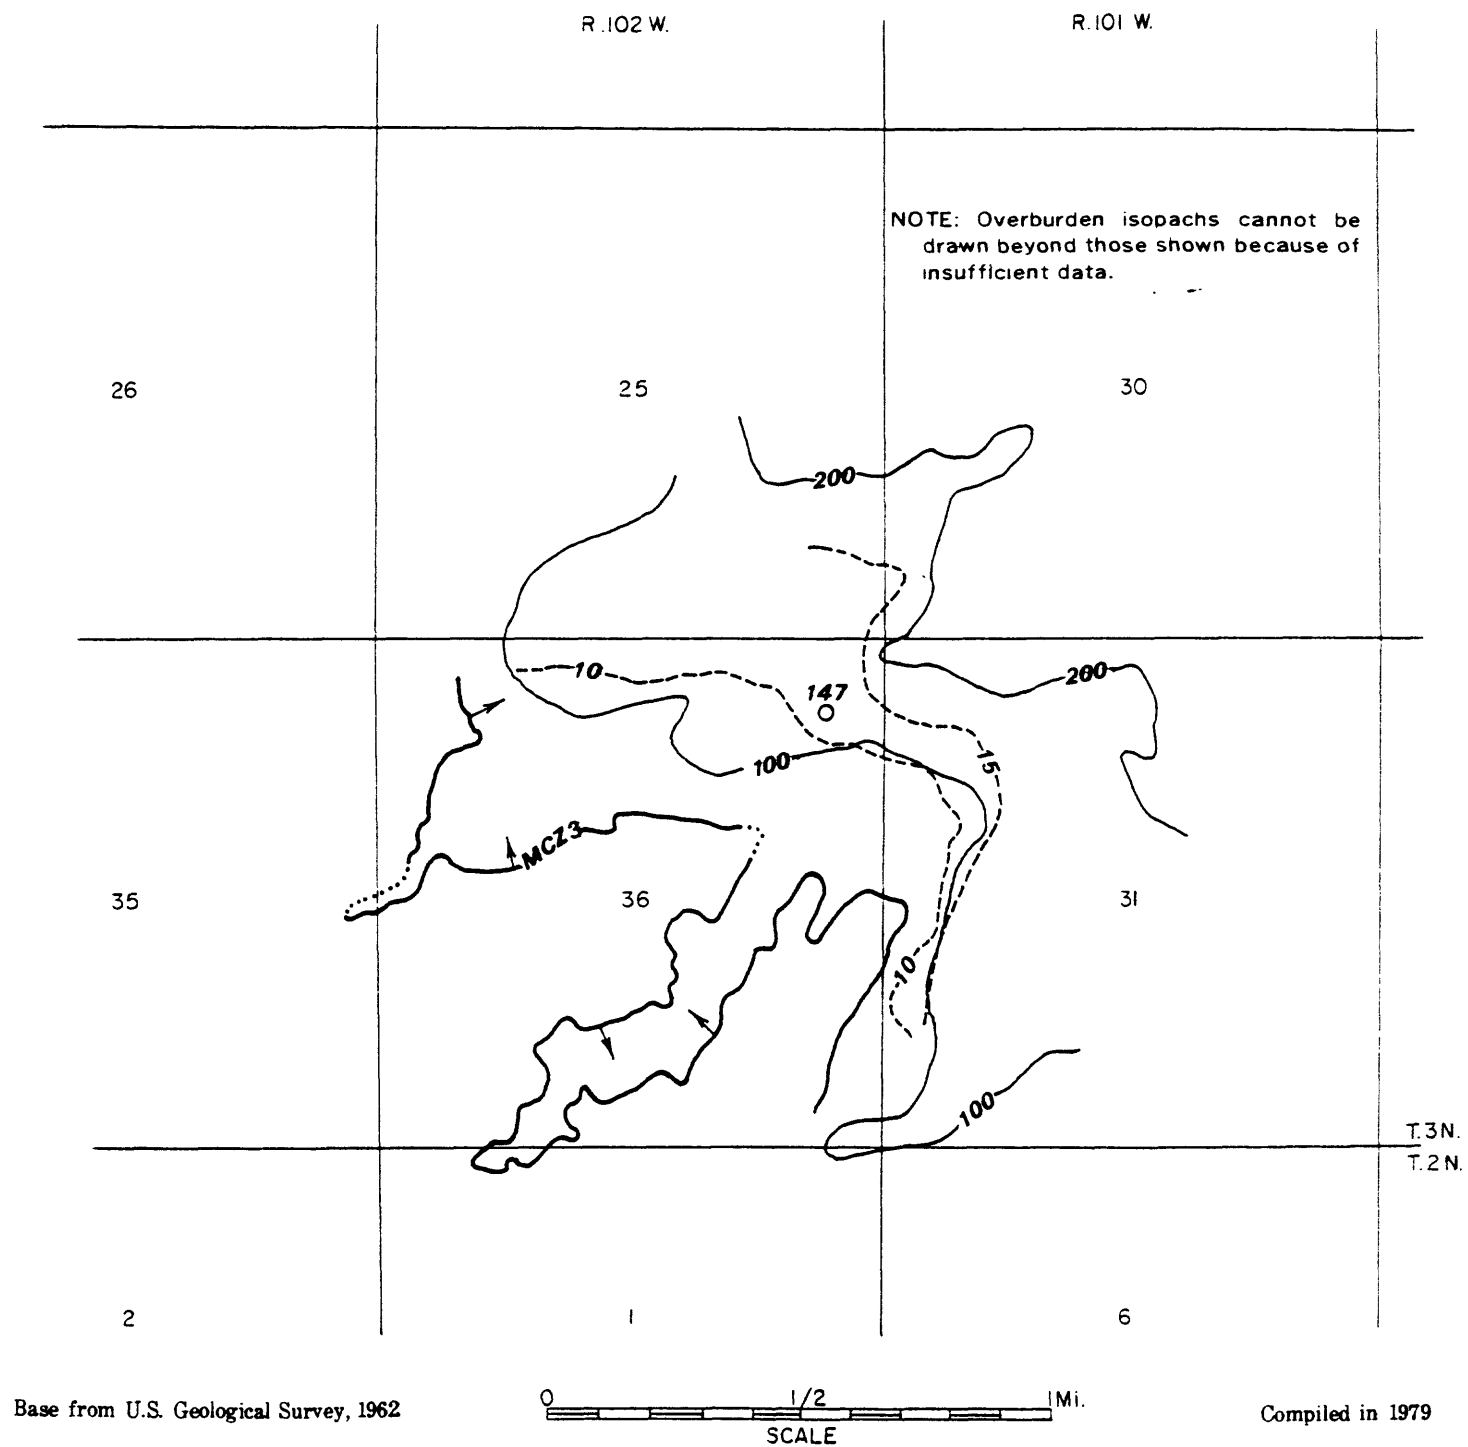 R.102 W.
R.101 W.
NOTE: Overburden isopachs cannot be
drawn beyond those shown because of
insufficient data.
26
25
30
200
10
200
147
100
15
MCZ3
35
36
31
10
100
T.3N.
T.2N.
2
1
6
0
1/2
1Mi.
SCALE
Base from U.S. Geological Survey, 1962
Compiled in 1979